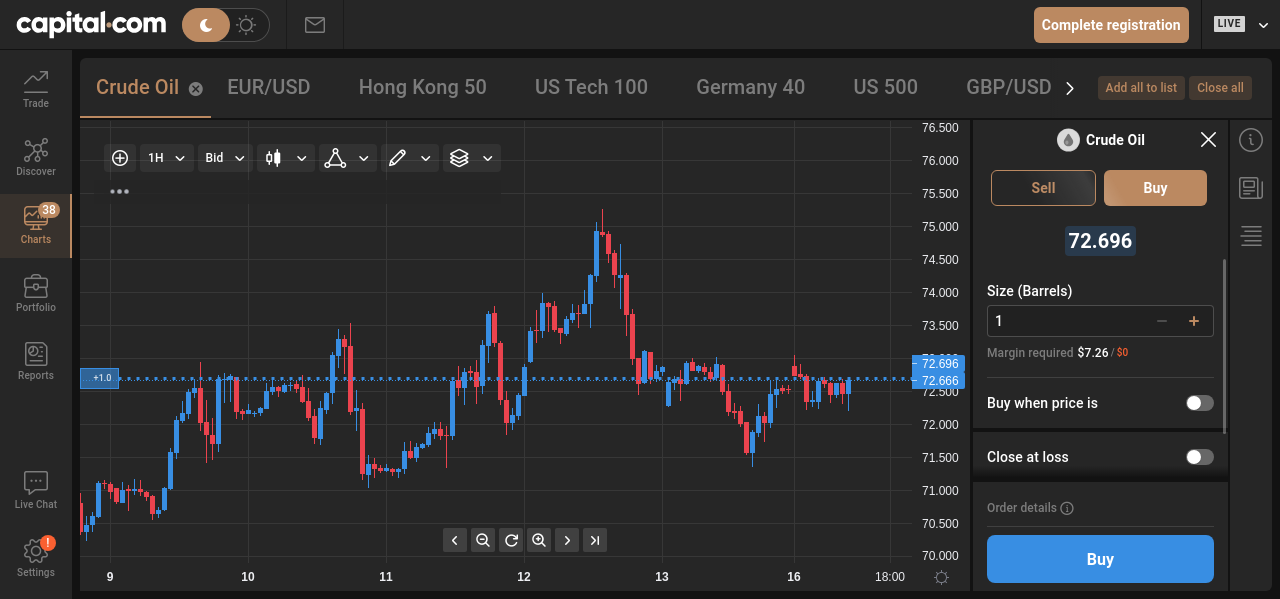 capital.com
Complete registration
LIVE
Trade
Discover
38
Charts
Portfolio
Reports
Live Chat
!
Settings
Crude Oil
EUR/USD
Hong Kong 50
US Tech 100
Germany 40
US 500
GBP/USD
Add all to list
Close all
1H
Bid
76.500
76.000
75.500
75.000
74.500
74.000
73.500
72.696
72.666
72.500
72.000
71.500
71.000
70.500
70.000
+1.0
9
10
11
12
13
16
18:00
Crude Oil
Sell
Buy
72.696
Size (Barrels)
1
Margin required $7.26 / $0
Buy when price is
Close at loss
Order details
Buy